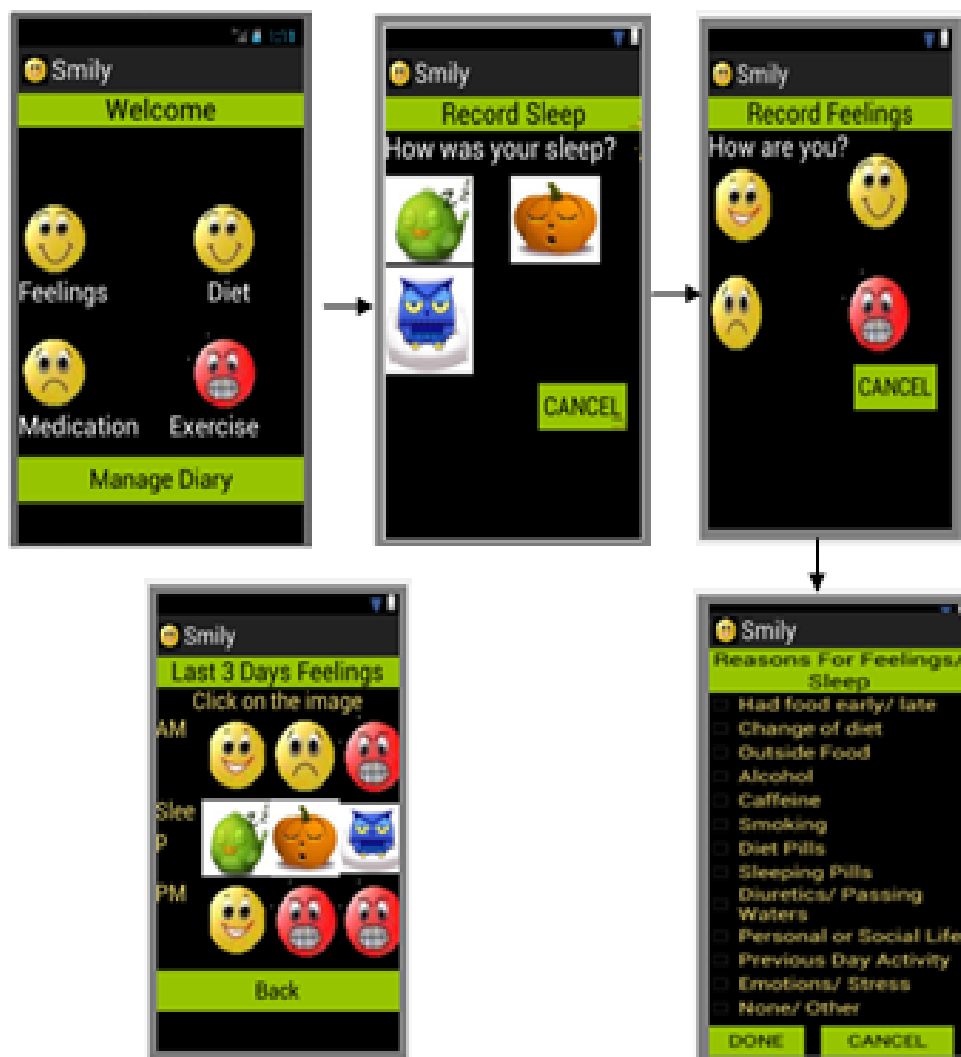 Smily
Welcome
Feelings Diet
Medication Exercise
Manage Diary
Smily
Record Sleep
How was your sleep?
CANCEL
Smily
Record Feelings
How are you?
CANCEL
Smily
Last 3 Days Feelings
Click on the image
AM
Slee
p
PM
Back
Smily
Reasons For Feelings/
Sleep
Had food early/ late
Change of diet
Outside Food
Alcohol
Caffeine
Smoking
Diet Pills
Sleeping Pills
Diuretics/ Passing
Waters
Personal or Social Life
Previous Day Activity
Emotions/ Stress
None/ Other
DONE CANCEL